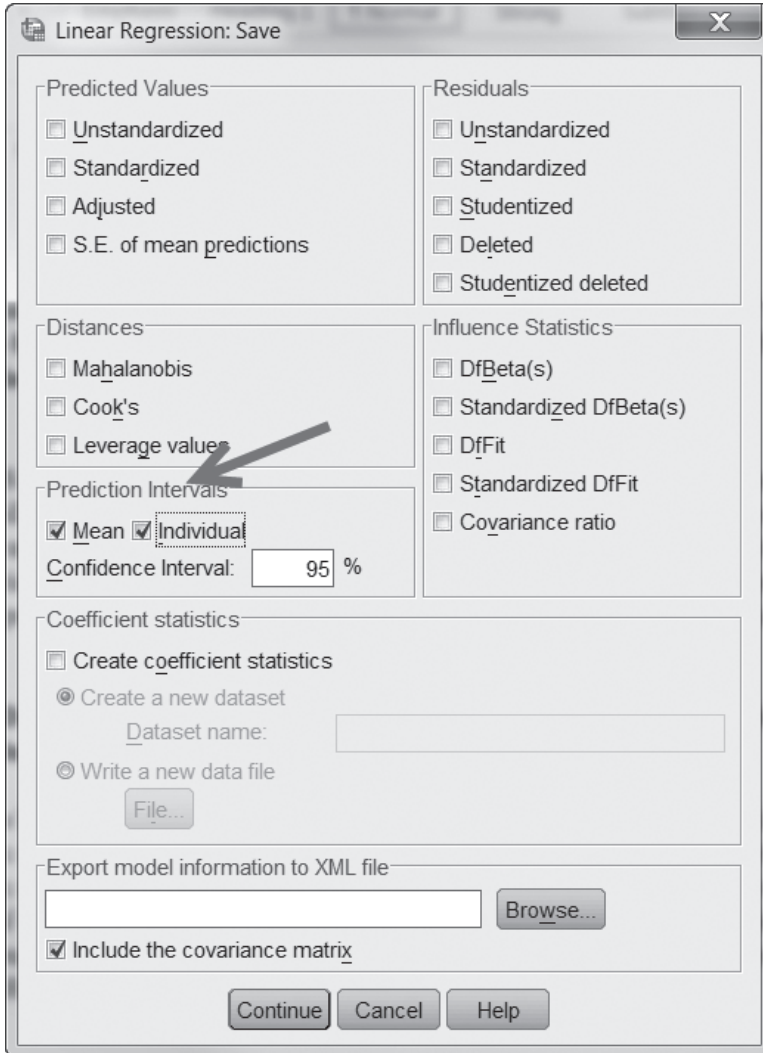 Linear Regression: Save
X
Predicted Values
Unstandardized
Standardized
Adjusted
S.E. of mean predictions
Residuals
Unstandardized
Standardized
Studentized
Deleted
Studentized deleted
Distances
Mahalanobis
Cook's
Leverage values
Influence Statistics
DfBeta(s)
Standardized DfBeta(s)
DfFit
Standardized DfFit
Covariance ratio
Prediction Intervals
Mean Individual
Confidence Interval: 95 %
Coefficient statistics
Create coefficient statistics
Create a new dataset
Dataset name:
Write a new data file
File...
Export model information to XML file
Browse...
Include the covariance matrix
Continue Cancel Help